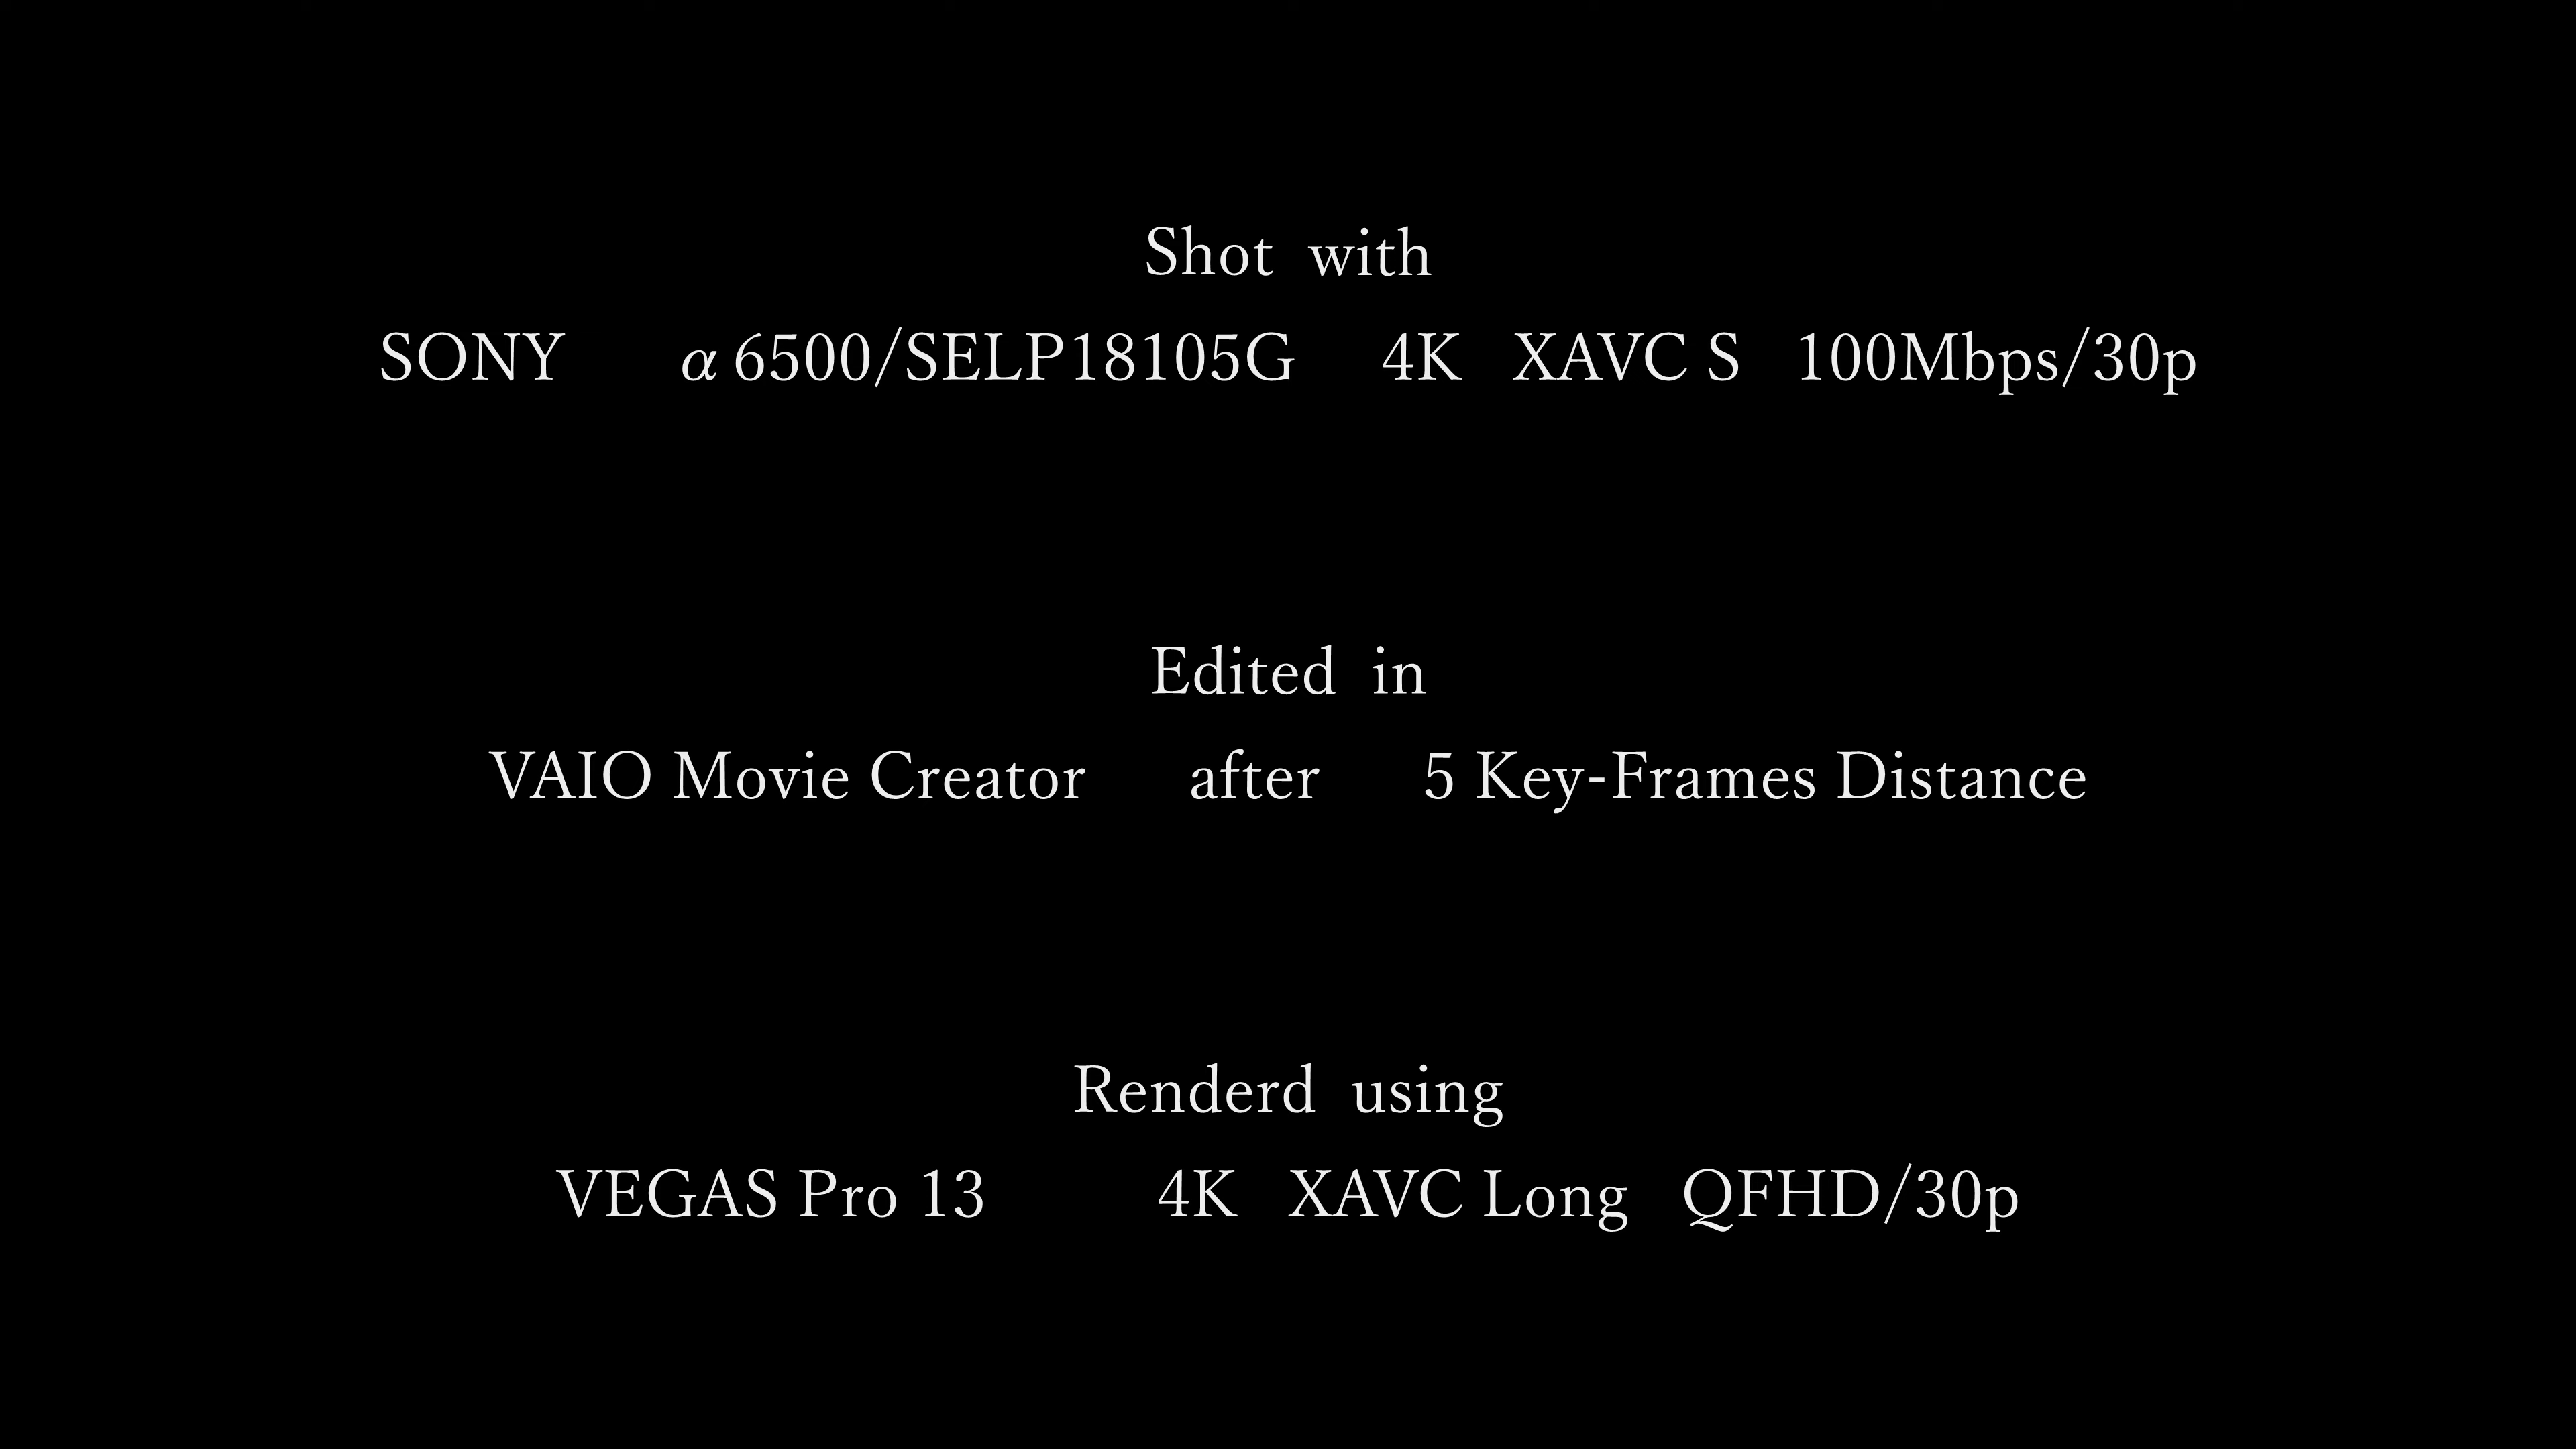 Shot with
SONY α6500/SELP18105G 4K XAVC S 100Mbps/30p
Edited in
VAIO Movie Creator after 5 Key-Frames Distance
Renderd using
VEGAS Pro 13 4K XAVC Long QFHD/30p